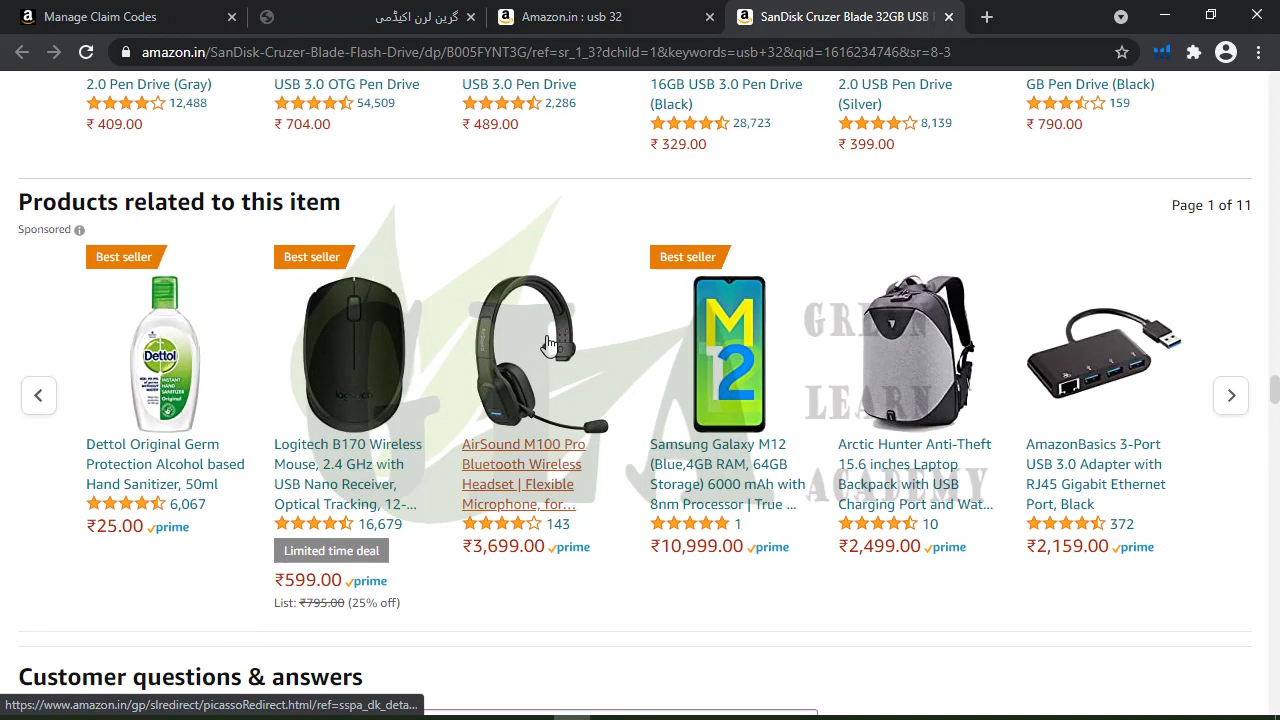 Manage Claim Codes
گرین لرن اکیڈمی
Amazon.in : usb 32
SanDisk Cruzer Blade 32GB USB
amazon.in/SanDisk-Cruzer-Blade-Flash-Drive/dp/B005FYNT3G/ref=sr_1_3?dchild=1&keywords=usb+32&qid=1616234746&sr=8-3
2.0 Pen Drive (Gray)
12,488
₹ 409.00
USB 3.0 OTG Pen Drive
54,509
₹ 704.00
USB 3.0 Pen Drive
2,286
₹ 489.00
16GB USB 3.0 Pen Drive
(Black)
28,723
₹ 329.00
2.0 USB Pen Drive
(Silver)
8,139
₹ 399.00
GB Pen Drive (Black)
159
₹ 790.00
Products related to this item
Page 1 of 11
Sponsored
Best seller
Dettol
INSTANT
HAND
SANITIZER
Original
Dettol Original Germ
Protection Alcohol based
Hand Sanitizer, 50ml
6,067
₹25.00 prime
Best seller
logitech
Logitech B170 Wireless
Mouse, 2.4 GHz with
USB Nano Receiver,
Optical Tracking, 12-...
16,679
Limited time deal
₹599.00 prime
List: ₹795.00 (25% off)
AirSound M100 Pro
Bluetooth Wireless
Headset | Flexible
Microphone, for...
143
₹3,699.00 prime
Best seller
M
12
Samsung Galaxy M12
(Blue,4GB RAM, 64GB
Storage) 6000 mAh with
8nm Processor | True ...
1
₹10,999.00 prime
Arctic Hunter Anti-Theft
15.6 inches Laptop
Backpack with USB
Charging Port and Wat...
10
₹2,499.00 prime
AmazonBasics 3-Port
USB 3.0 Adapter with
RJ45 Gigabit Ethernet
Port, Black
372
₹2,159.00 prime
GLA
GREEN
LEARN
ACADEMY
Customer questions & answers
https://www.amazon.in/gp/slredirect/picassoRedirect.html/ref=sspa_dk_deta...